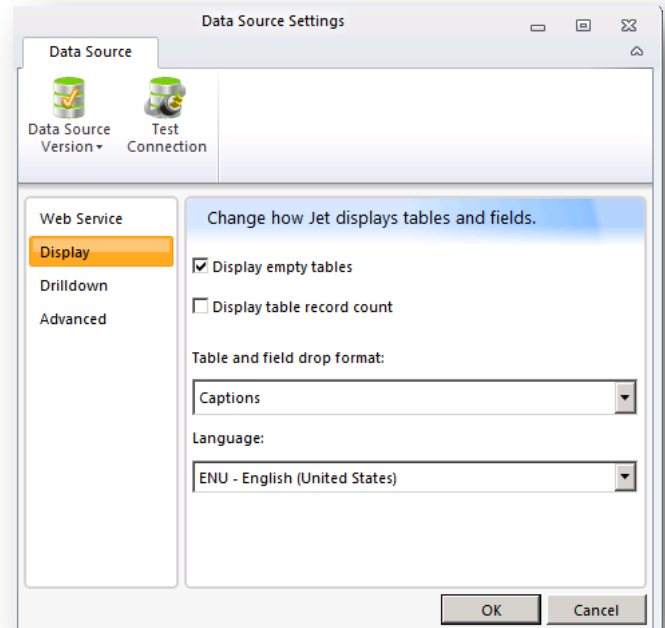 Data Source Settings
Data Source
Data Source
Version
Test
Connection
Web Service
Display
Drilldown
Advanced
Change how Jet displays tables and fields.
Display empty tables
Display table record count
Table and field drop format:
Captions
Language:
ENU - English (United States)
OK
Cancel